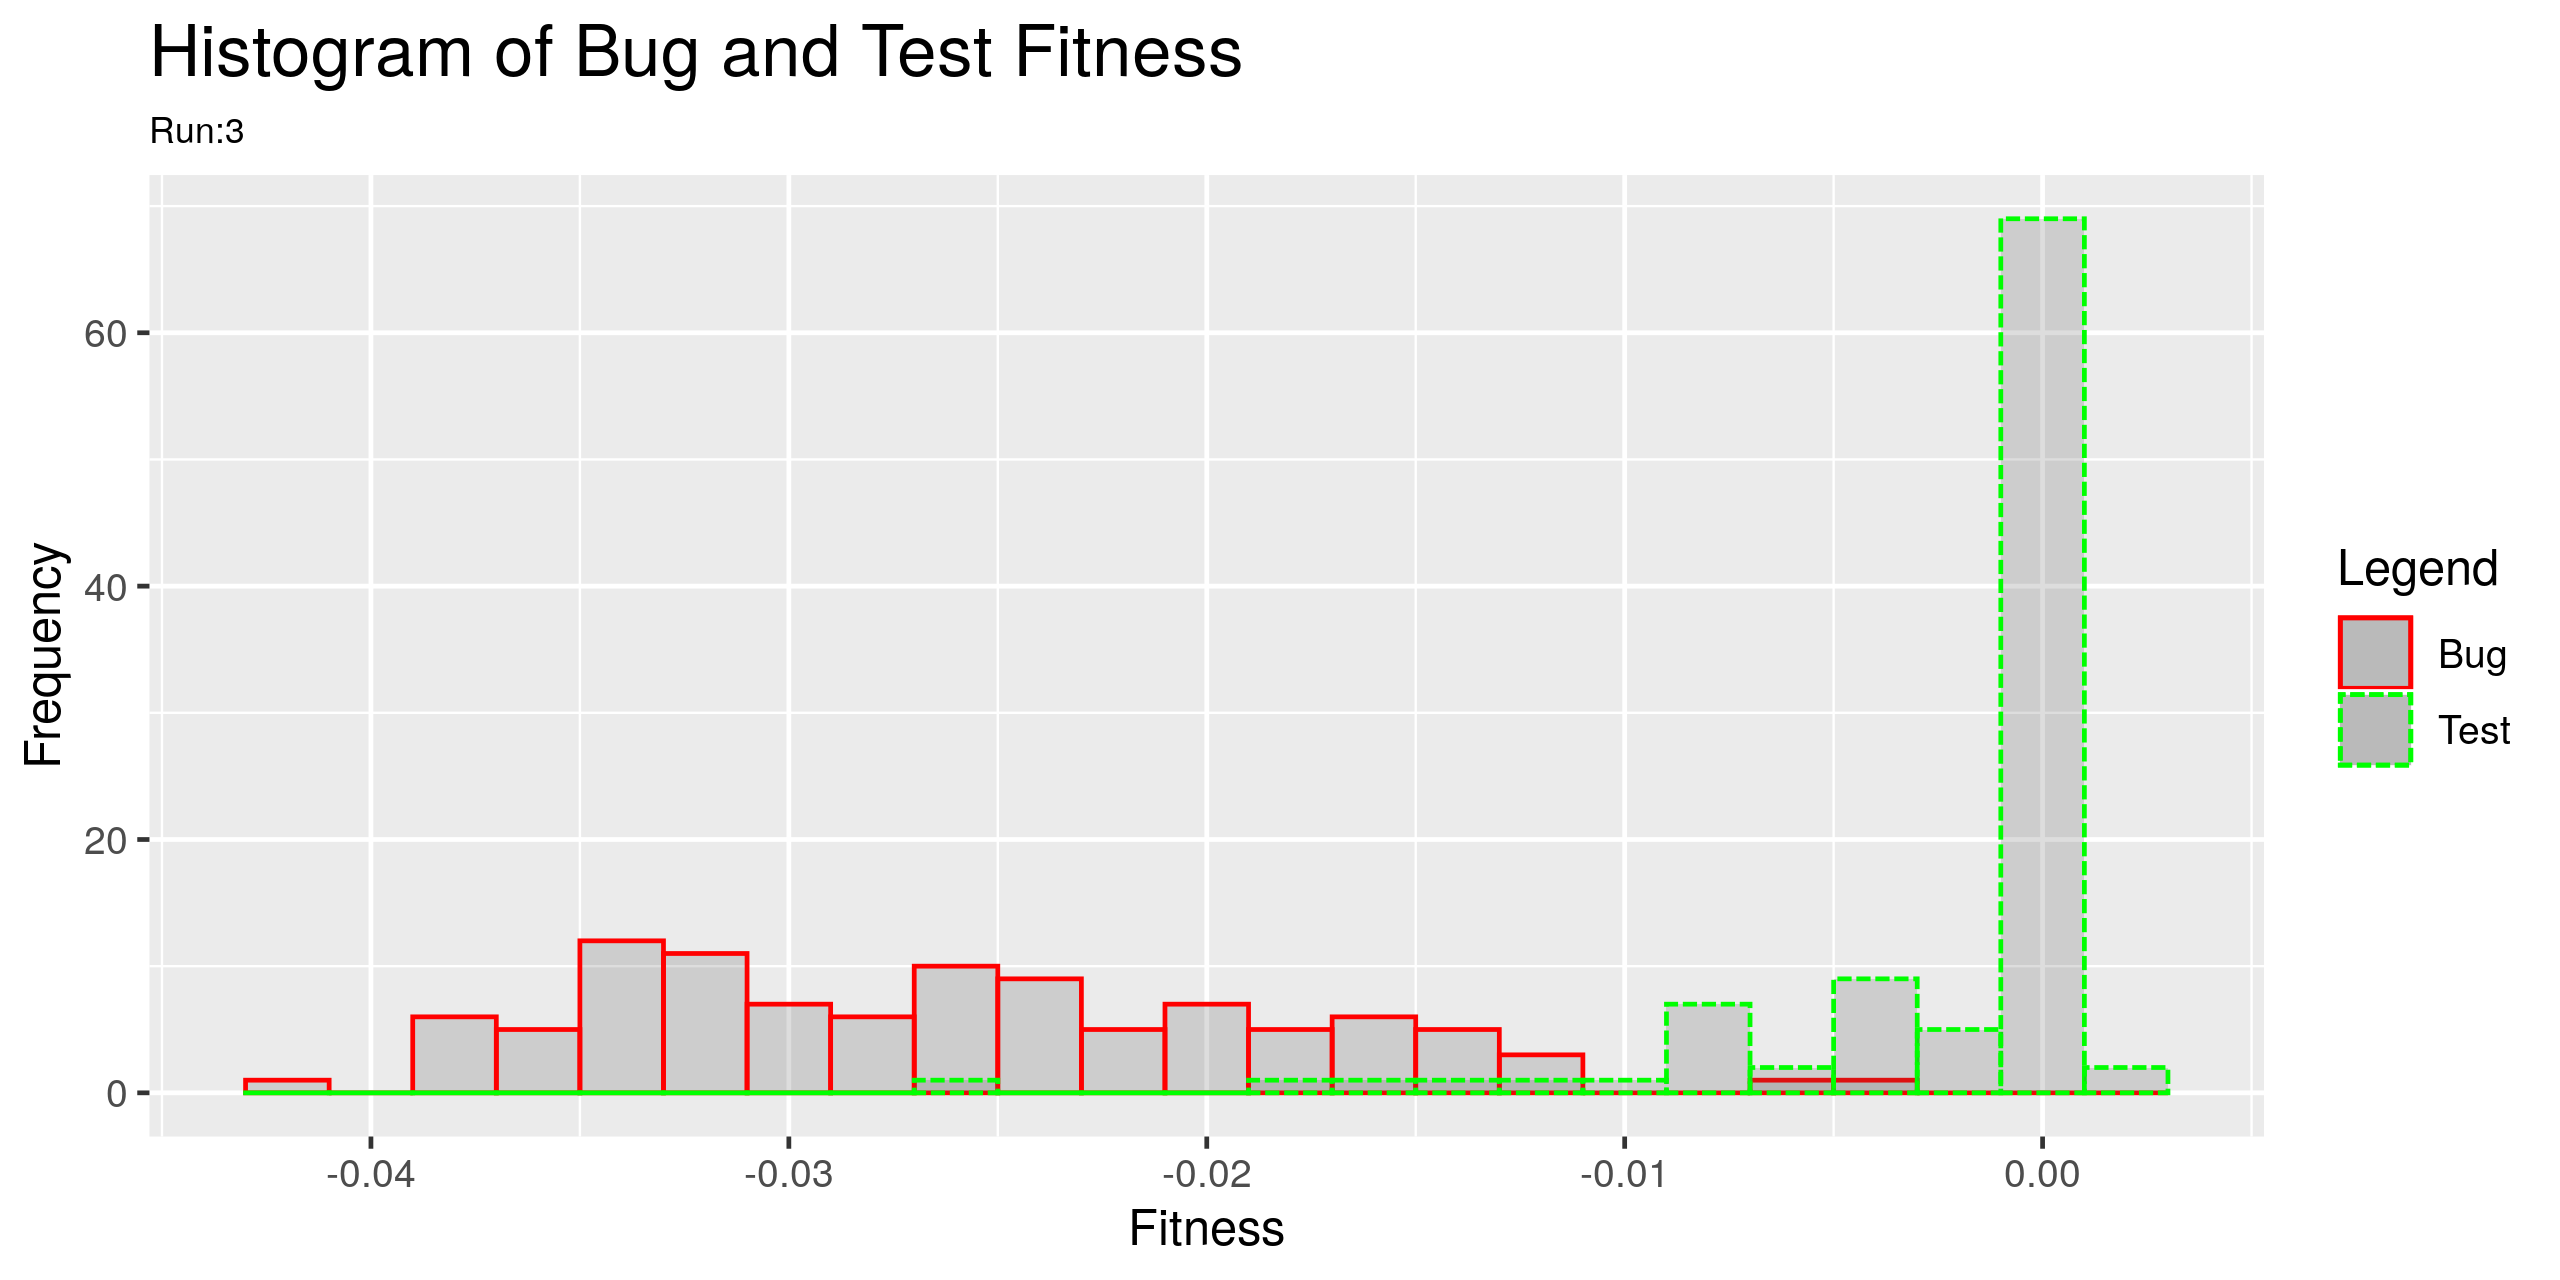 Histogram of Bug and Test Fitness
Run:3
Frequency
60
40
20
0
-0.04
-0.03
-0.02
-0.01
0.00
Fitness
Legend
Bug
Test